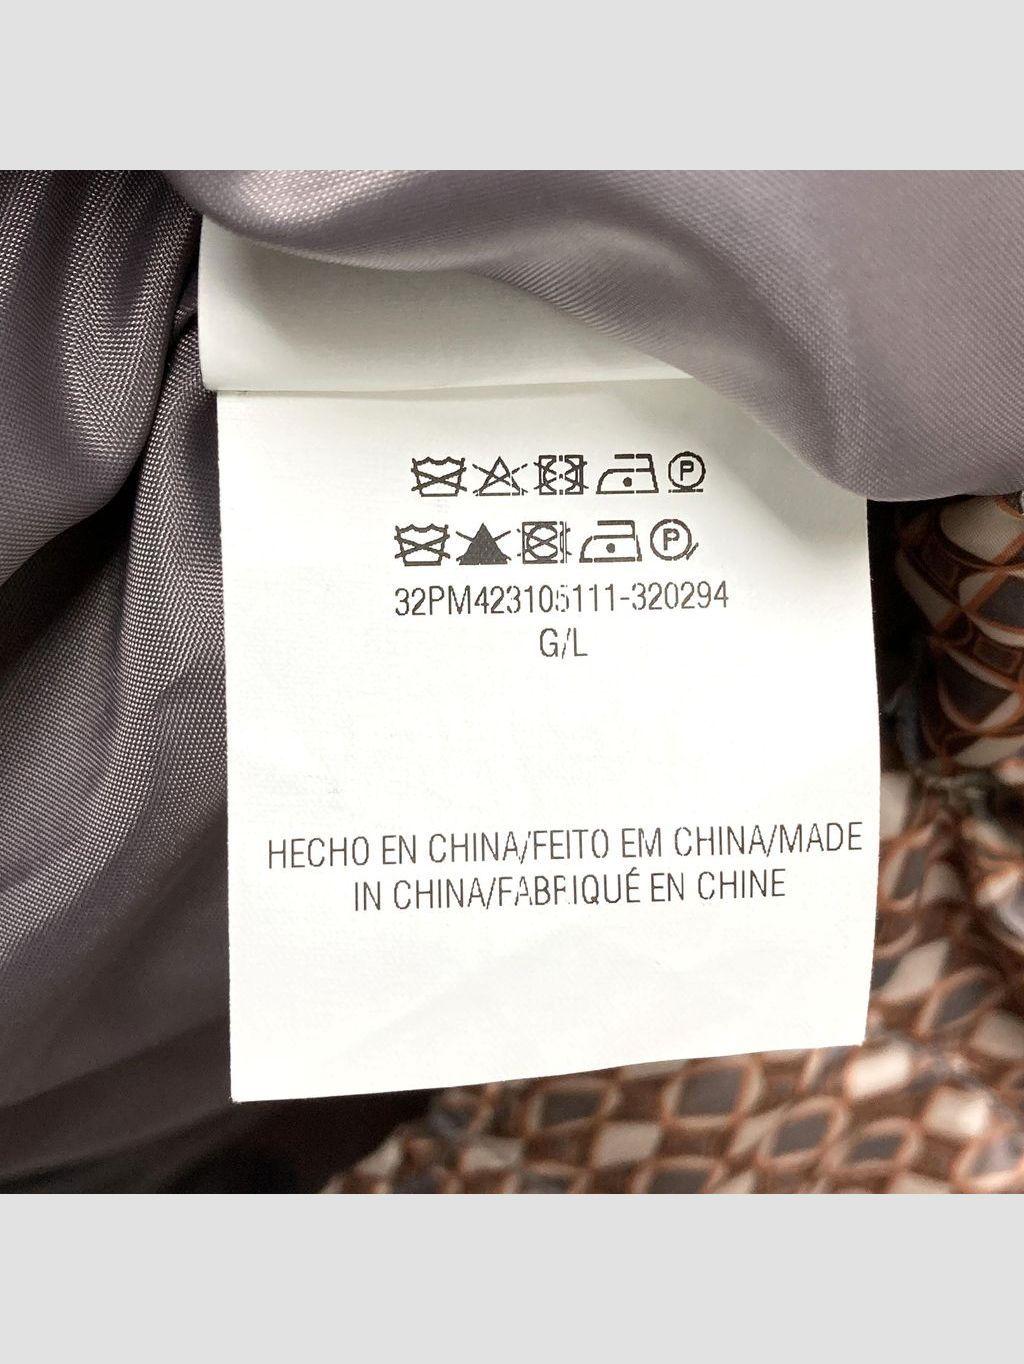 P
P
32PM423105111-320294
G/L
HECHO EN CHINA/FEITO EM CHINA/MADE
IN CHINA/FABRIQUÉ EN CHINE